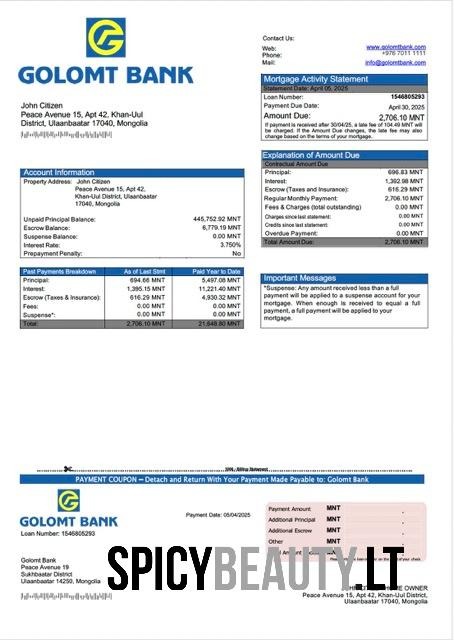 GOLOMT BANK
Contact Us:
Web: www.golomtbank.com
Phone: +976 7011 1111
Mail: info@golomtbank.com
John Citizen
Peace Avenue 15, Apt 42, Khan-Uul
District, Ulaanbaatar 17040, Mongolia
Mortgage Activity Statement
Statement Date: April 05, 2025
Loan Number: 1546805293
Payment Due Date: April 30, 2025
Amount Due: 2,706.10 MNT
If payment is received after 30/04/25, a late fee of 104.49 MNT will
be charged. If the Amount Due changes, the late fee may also
change based on the terms of your mortgage.
Account Information
Property Address: John Citizen
Peace Avenue 15, Apt 42,
Khan-Uul District, Ulaanbaatar
17040, Mongolia
Unpaid Principal Balance: 445,752.92 MNT
Escrow Balance: 6,779.19 MNT
Suspense Balance: 0.00 MNT
Interest Rate: 3.750%
Prepayment Penalty: No
Explanation of Amount Due
Contractual Amount Due
Principal: 696.83 MNT
Interest: 1,392.98 MNT
Escrow (Taxes and Insurance): 616.29 MNT
Regular Monthly Payment: 2,706.10 MNT
Fees & Charges (total outstanding) 0.00 MNT
Charges since last statement: 0.00 MNT
Credits since last statement: 0.00 MNT
Overdue Payment: 0.00 MNT
Total Amount Due: 2,706.10 MNT
Past Payments Breakdown As of Last Stmt Paid Year to Date
Principal: 694.66 MNT 5,497.08 MNT
Interest: 1,395.15 MNT 11,221.40 MNT
Escrow (Taxes & Insurance): 616.29 MNT 4,930.32 MNT
Fees: 0.00 MNT 0.00 MNT
Suspense*: 0.00 MNT 0.00 MNT
Total: 2,706.10 MNT 21,648.80 MNT
Important Messages
*Suspense: Any amount received less than a full
payment will be applied to a suspense account for your
mortgage. When enough is received to equal a full
payment, a full payment will be applied to your
mortgage.
PAYMENT COUPON – Detach and Return With Your Payment Made Payable to: Golomt Bank
GOLOMT BANK
Loan Number: 1546805293
Payment Date: 05/04/2025
Payment Amount MNT .
Additional Principal MNT .
Additional Escrow MNT .
Other MNT .
Golomt Bank
Peace Avenue 19
Sukhbaatar District
Ulaanbaatar 14250, Mongolia
SPICYBEAUTY.LT
OWNER
Peace Avenue 15, Apt 42, Khan-Uul District,
Ulaanbaatar 17040, Mongolia